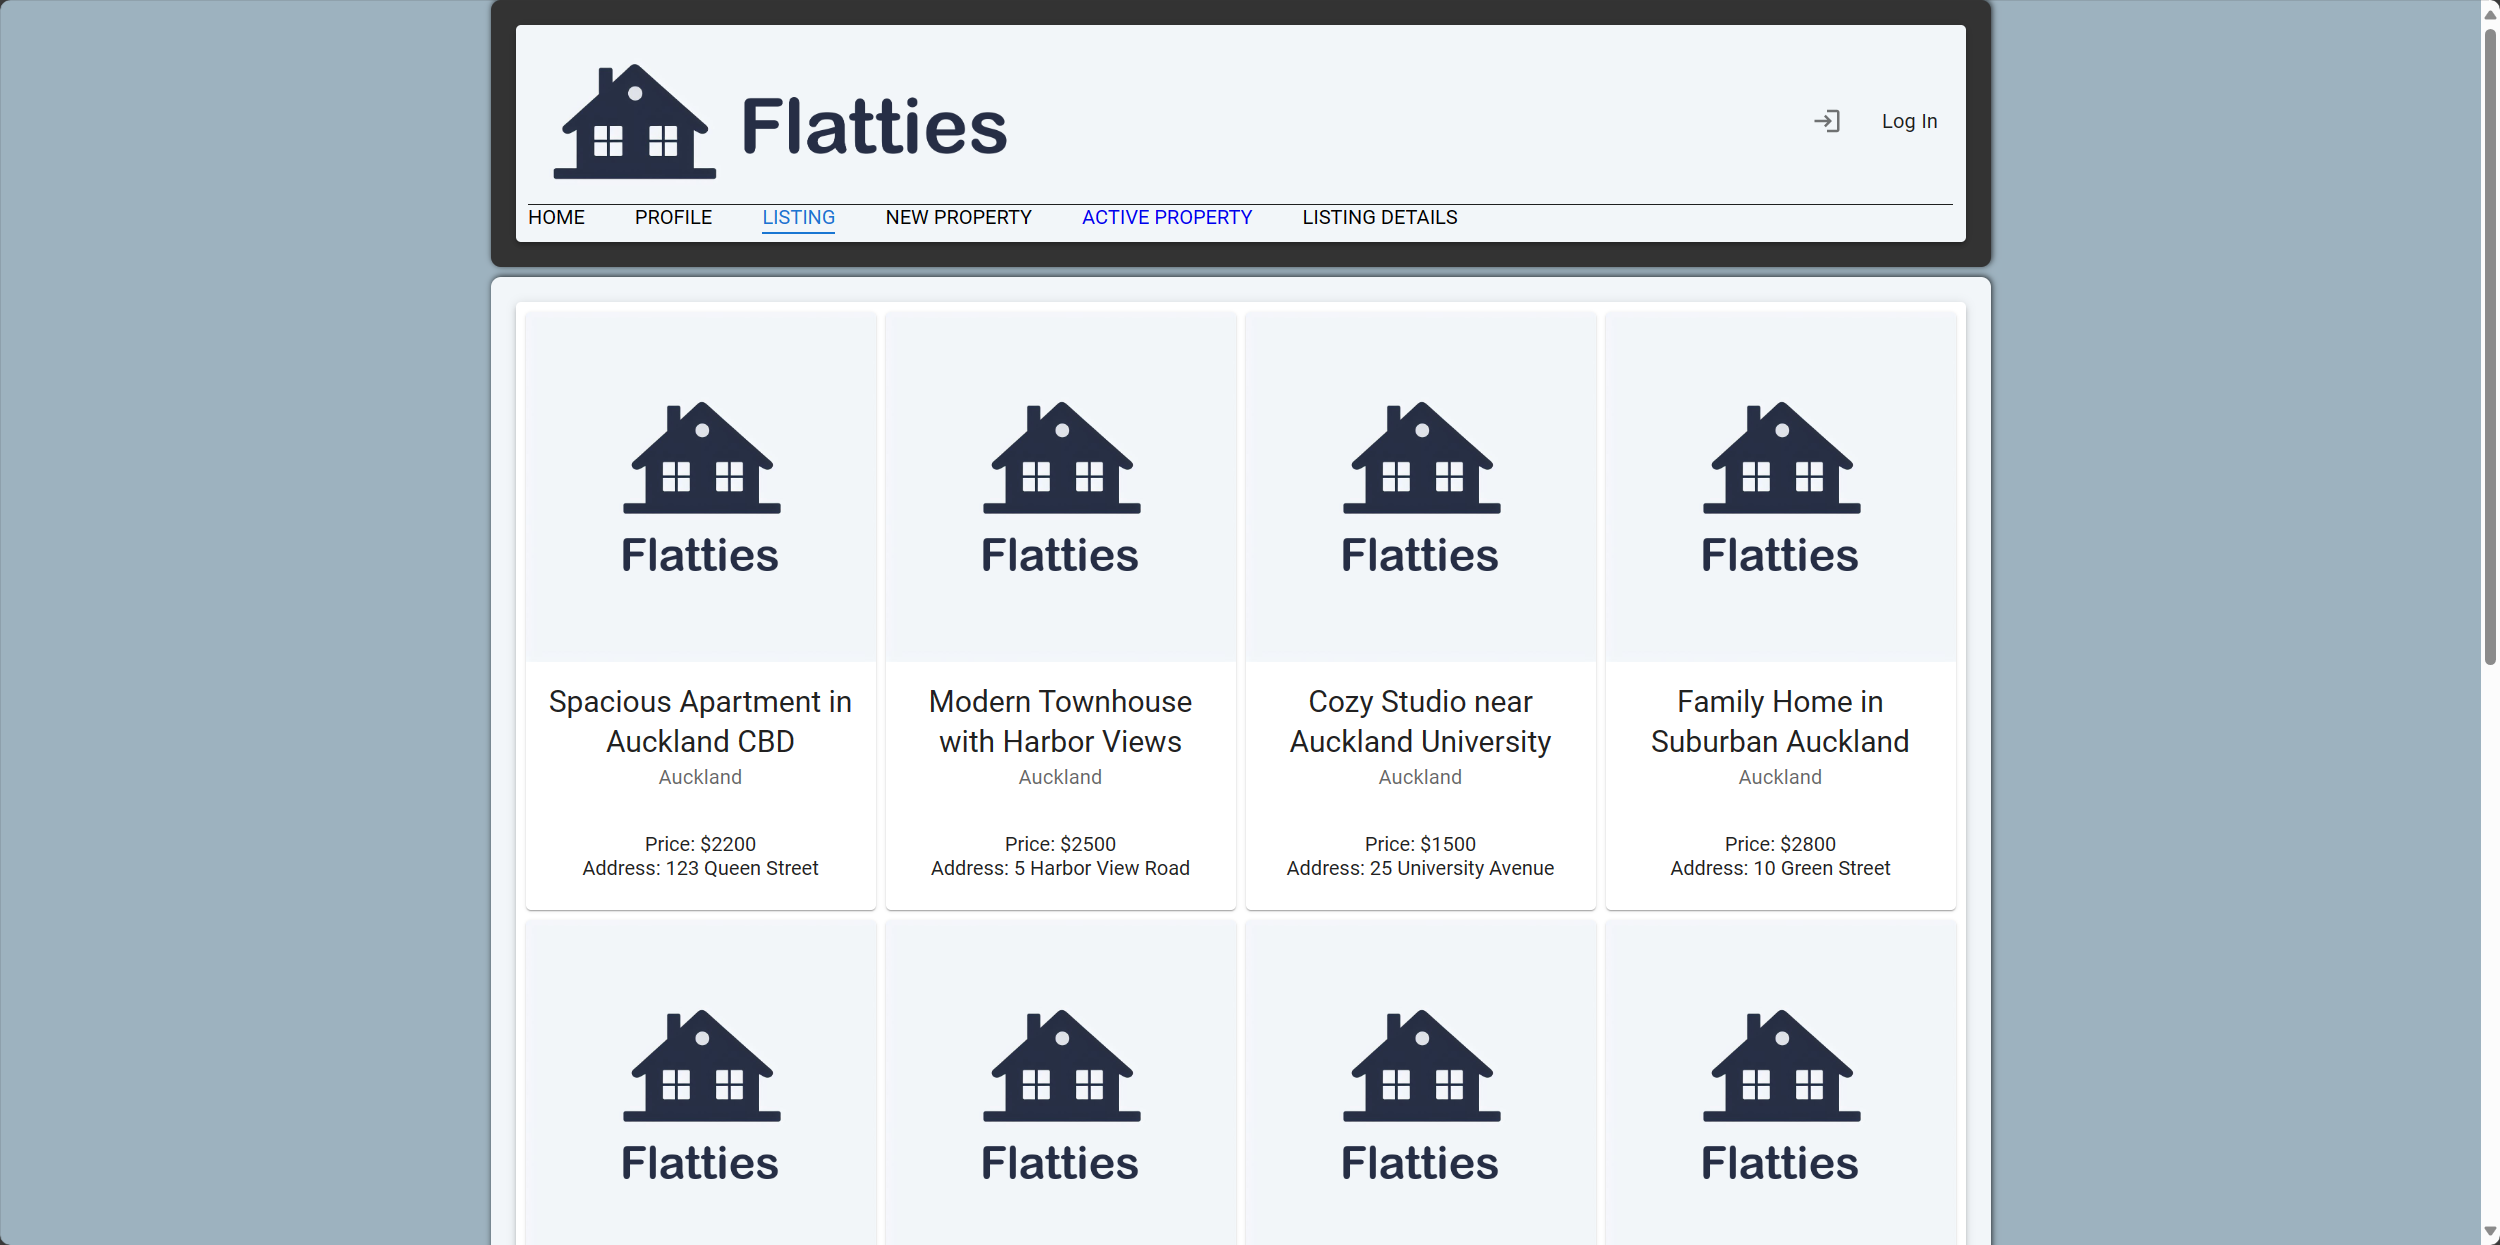 Flatties
Log In
HOME PROFILE LISTING NEW PROPERTY ACTIVE PROPERTY LISTING DETAILS
Flatties
Flatties
Flatties
Flatties
Spacious Apartment in
Auckland CBD
Auckland
Price: $2200
Address: 123 Queen Street
Modern Townhouse
with Harbor Views
Auckland
Price: $2500
Address: 5 Harbor View Road
Cozy Studio near
Auckland University
Auckland
Price: $1500
Address: 25 University Avenue
Family Home in
Suburban Auckland
Auckland
Price: $2800
Address: 10 Green Street
Flatties
Flatties
Flatties
Flatties